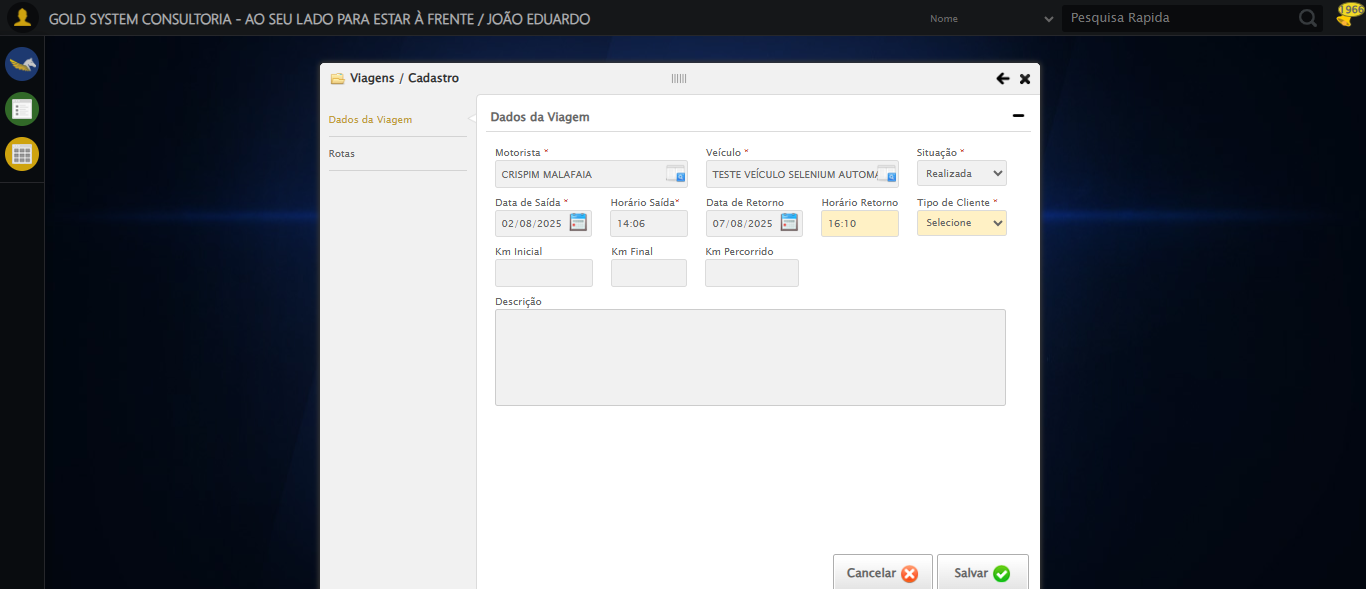 GOLD SYSTEM CONSULTORIA - AO SEU LADO PARA ESTAR À FRENTE / JOÃO EDUARDO
Nome
Pesquisa Rapida
1966
Viagens / Cadastro
Dados da Viagem
Rotas
Dados da Viagem
Motorista * Veículo * Situação *
CRISPIM MALAFAIA TESTE VEÍCULO SELENIUM AUTOMA Realizada
Data de Saída * Horário Saída* Data de Retorno Horário Retorno Tipo de Cliente *
02/08/2025 14:06 07/08/2025 16:10 Selecione
Km Inicial Km Final Km Percorrido
Descrição
Cancelar Salvar